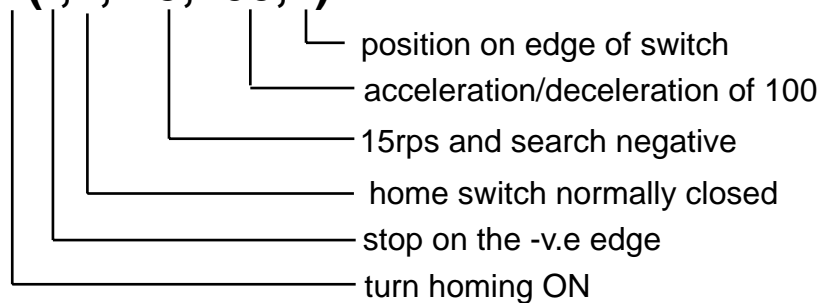 position on edge of switch
acceleration/deceleration of 100
15rps and search negative
home switch normally closed
stop on the -v.e edge
turn homing ON